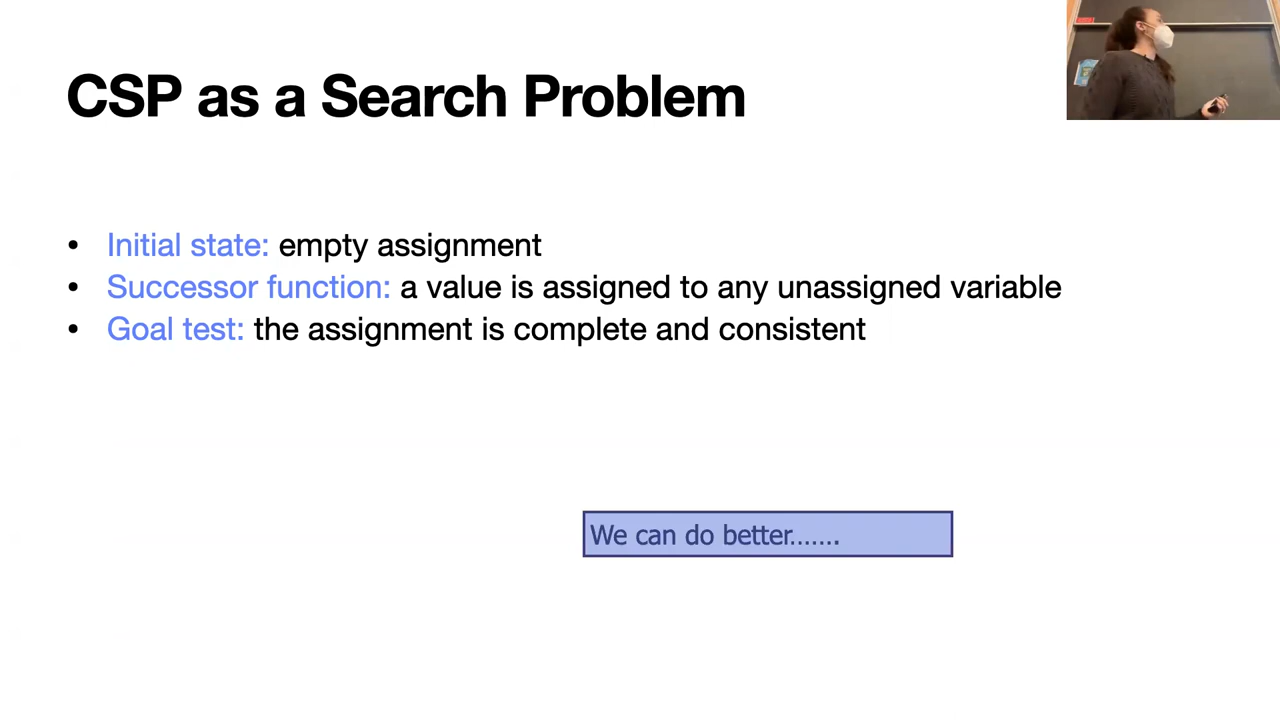 CSP as a Search Problem
• Initial state: empty assignment
• Successor function: a value is assigned to any unassigned variable
• Goal test: the assignment is complete and consistent
We can do better.......